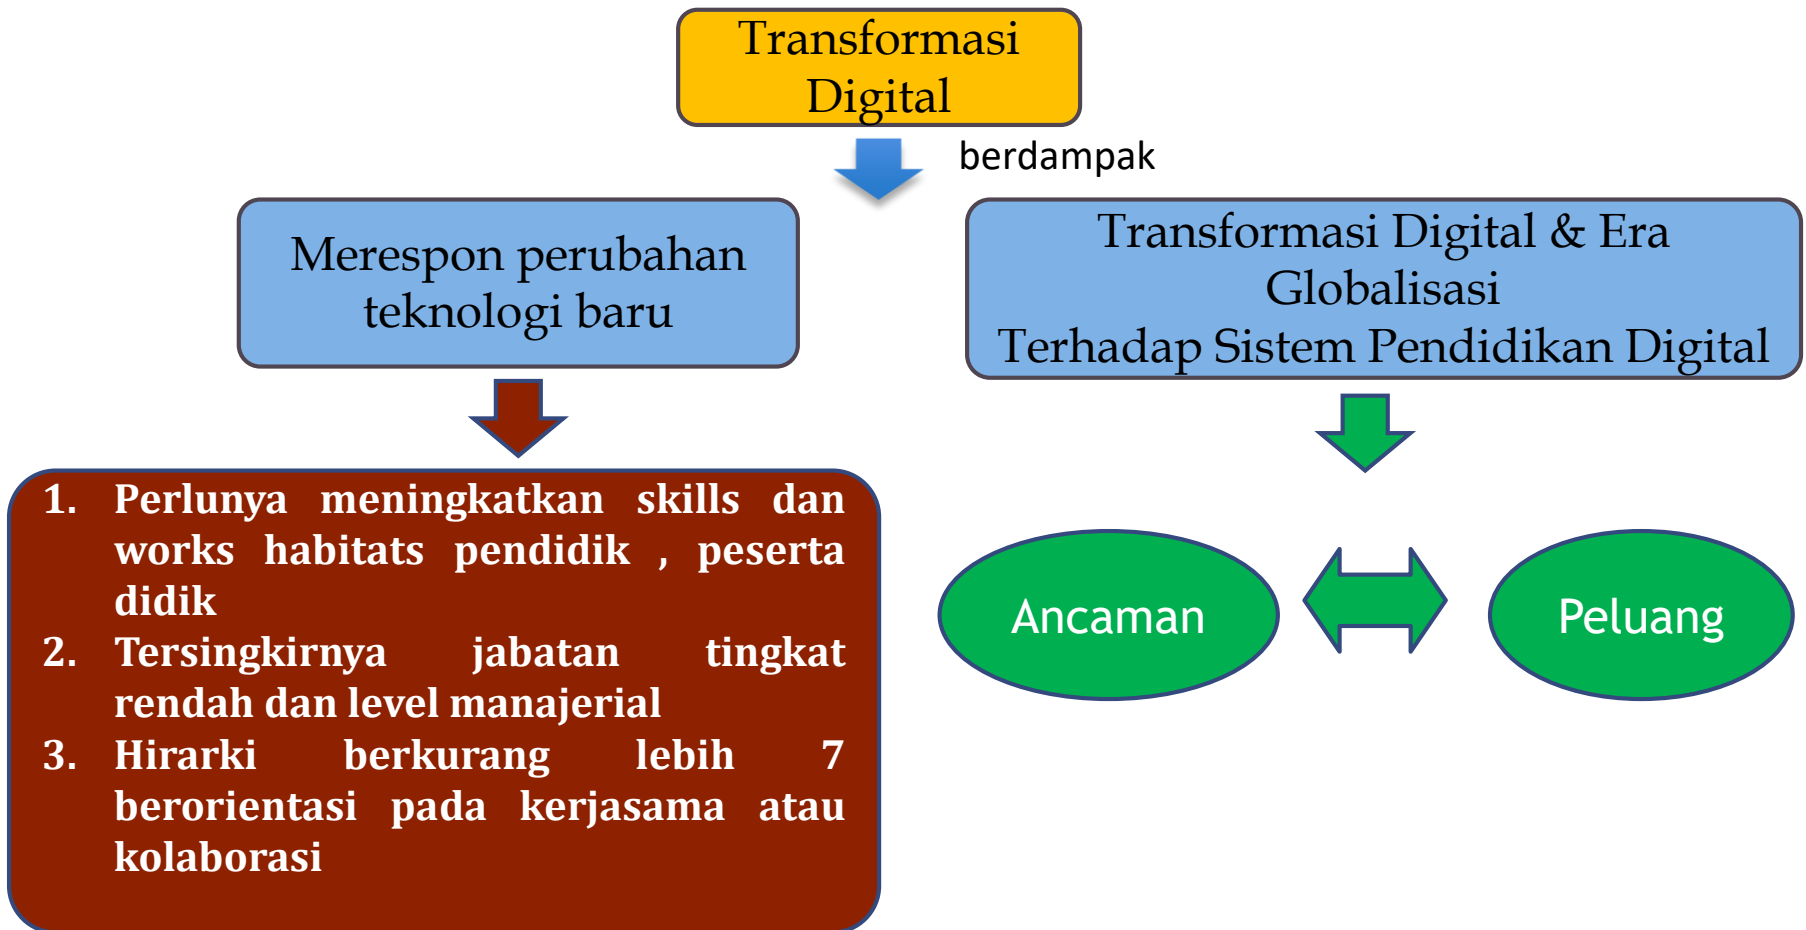 Transformasi
Digital
berdampak
Merespon perubahan
teknologi baru
Transformasi Digital & Era
Globalisasi
Terhadap Sistem Pendidikan Digital
1. Perlunya meningkatkan skills dan
works habitats pendidik , peserta
didik
2. Tersingkirnya jabatan tingkat
rendah dan level manajerial
3. Hirarki berkurang lebih 7
berorientasi pada kerjasama atau
kolaborasi
Ancaman
Peluang